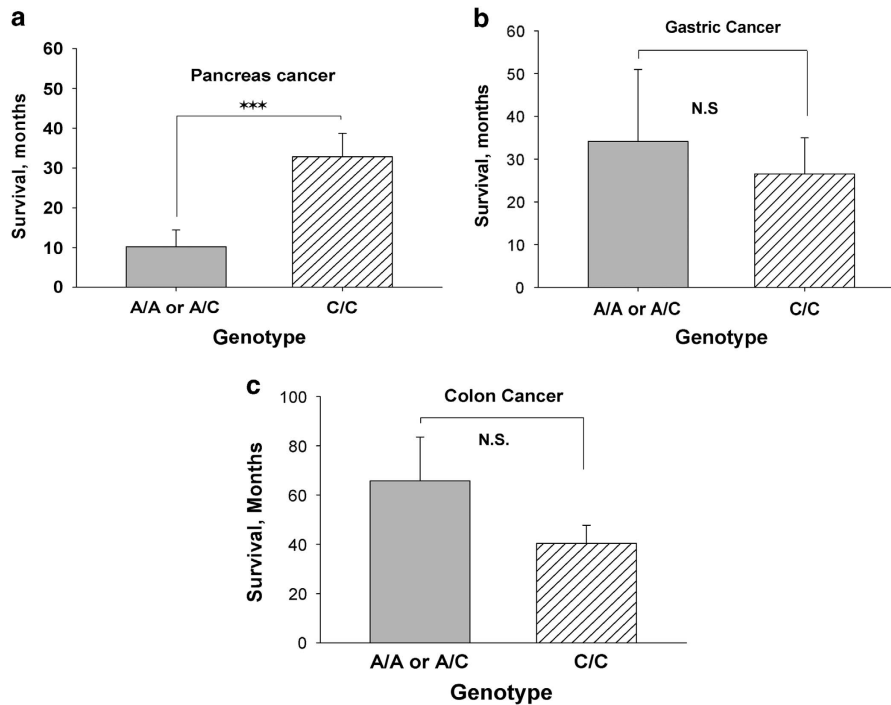 a
Pancreas cancer
***
Survival, months
60
50
40
30
20
10
0
A/A or A/C
C/C
Genotype
b
Gastric Cancer
N.S
Survival, months
60
50
40
30
20
10
0
A/A or A/C
C/C
Genotype
c
Colon Cancer
N.S.
Survival, Months
100
80
60
40
20
0
A/A or A/C
C/C
Genotype